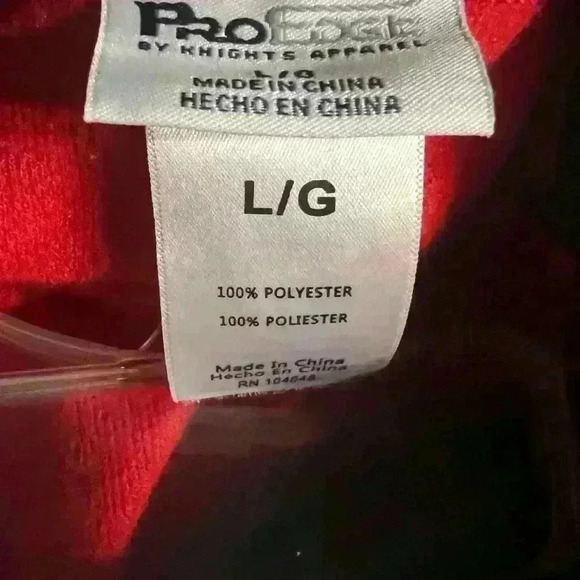 PROEDGE
BY KNIGHTS APPAREL
L/G
MADE IN CHINA
HECHO EN CHINA
L/G
100% POLYESTER
100% POLIESTER
Made In China
Hecho En China
RN 104648